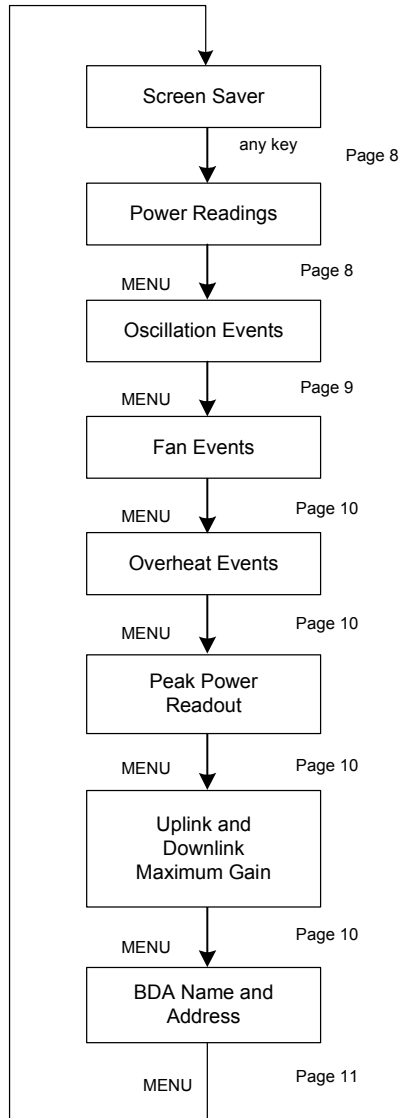 Screen Saver
any key
Page 8
Power Readings
Page 8
MENU
Oscillation Events
Page 9
MENU
Fan Events
Page 10
MENU
Overheat Events
Page 10
MENU
Peak Power
Readout
Page 10
MENU
Uplink and
Downlink
Maximum Gain
Page 10
MENU
BDA Name and
Address
Page 11
MENU